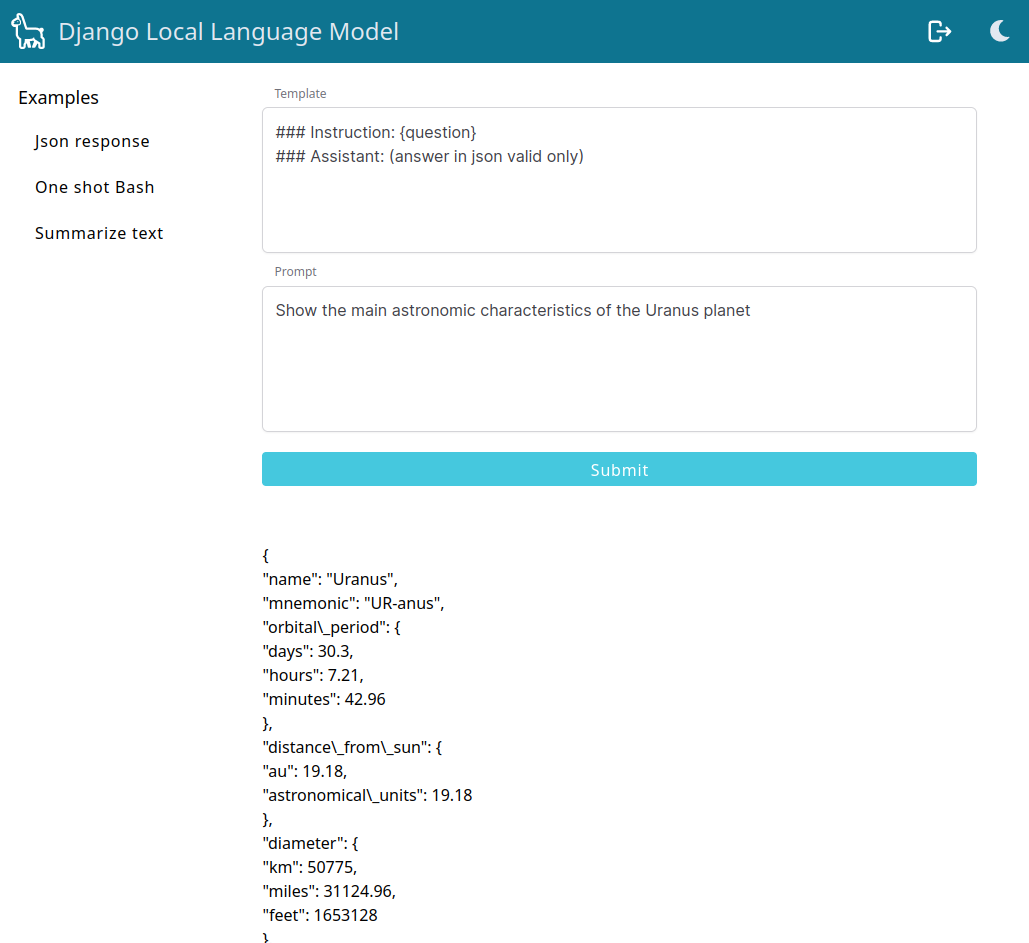 Django Local Language Model
Examples
Json response
One shot Bash
Summarize text
Template
### Instruction: {question}
### Assistant: (answer in json valid only)
Prompt
Show the main astronomic characteristics of the Uranus planet
Submit
{
"name": "Uranus",
"mnemonic": "UR-anus",
"orbital\_period": {
"days": 30.3,
"hours": 7.21,
"minutes": 42.96
},
"distance\_from\_sun": {
"au": 19.18,
"astronomical\_units": 19.18
},
"diameter": {
"km": 50775,
"miles": 31124.96,
"feet": 1653128
}